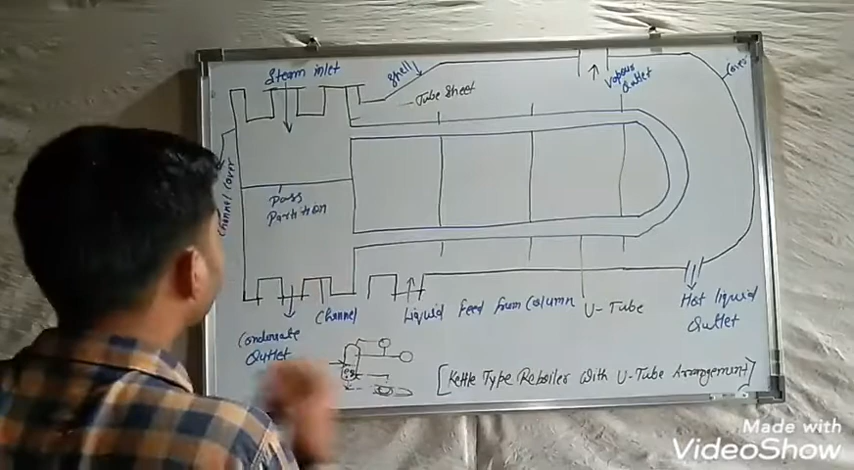 Steam inlet
Shell
Tube Sheet
Vapour
Outlet
Cover
Channel Cover
Pass
Partition
Condensate
Outlet
Channel
Liquid Feed from Column
U-Tube
Hot liquid
Outlet
[Kettle Type Reboiler With U-Tube Arrangement]
Made with
VideoShow